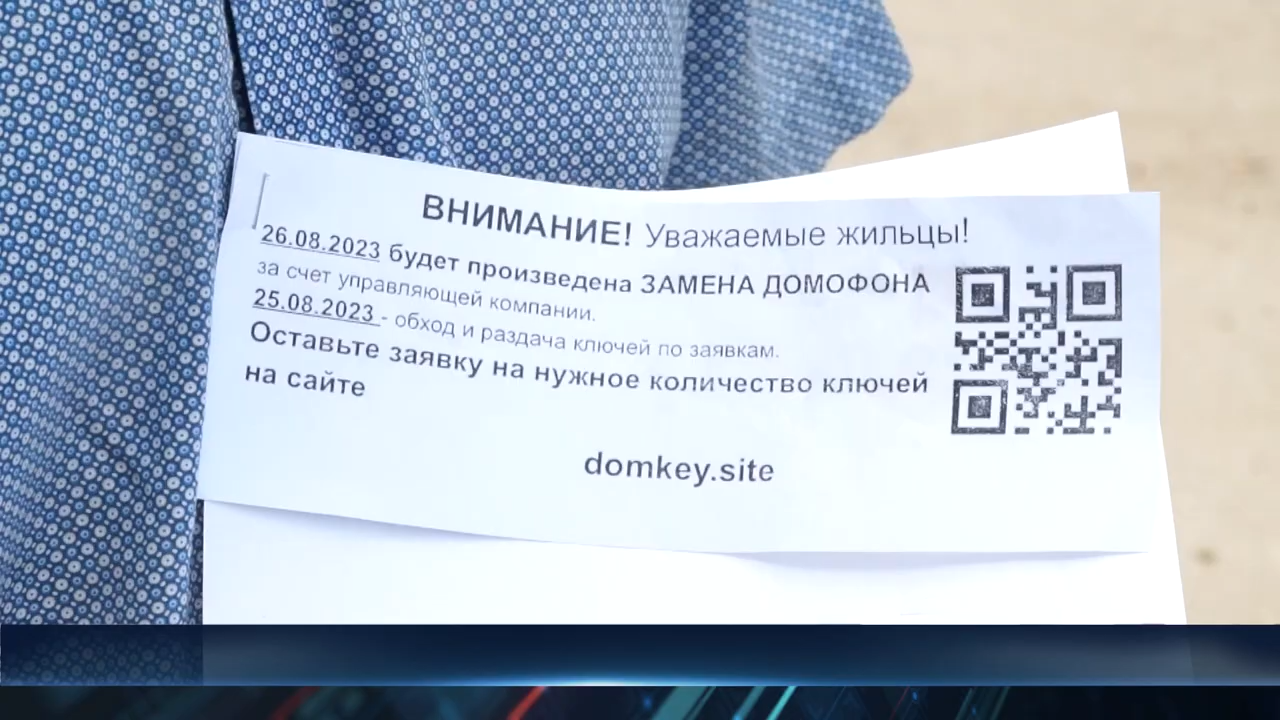 ВНИМАНИЕ! Уважаемые жильцы!
26.08.2023 будет произведена ЗАМЕНА ДОМОФОНА
за счет управляющей компании.
25.08.2023 - обход и раздача ключей по заявкам.
Оставьте заявку на нужное количество ключей
на сайте
domkey.site